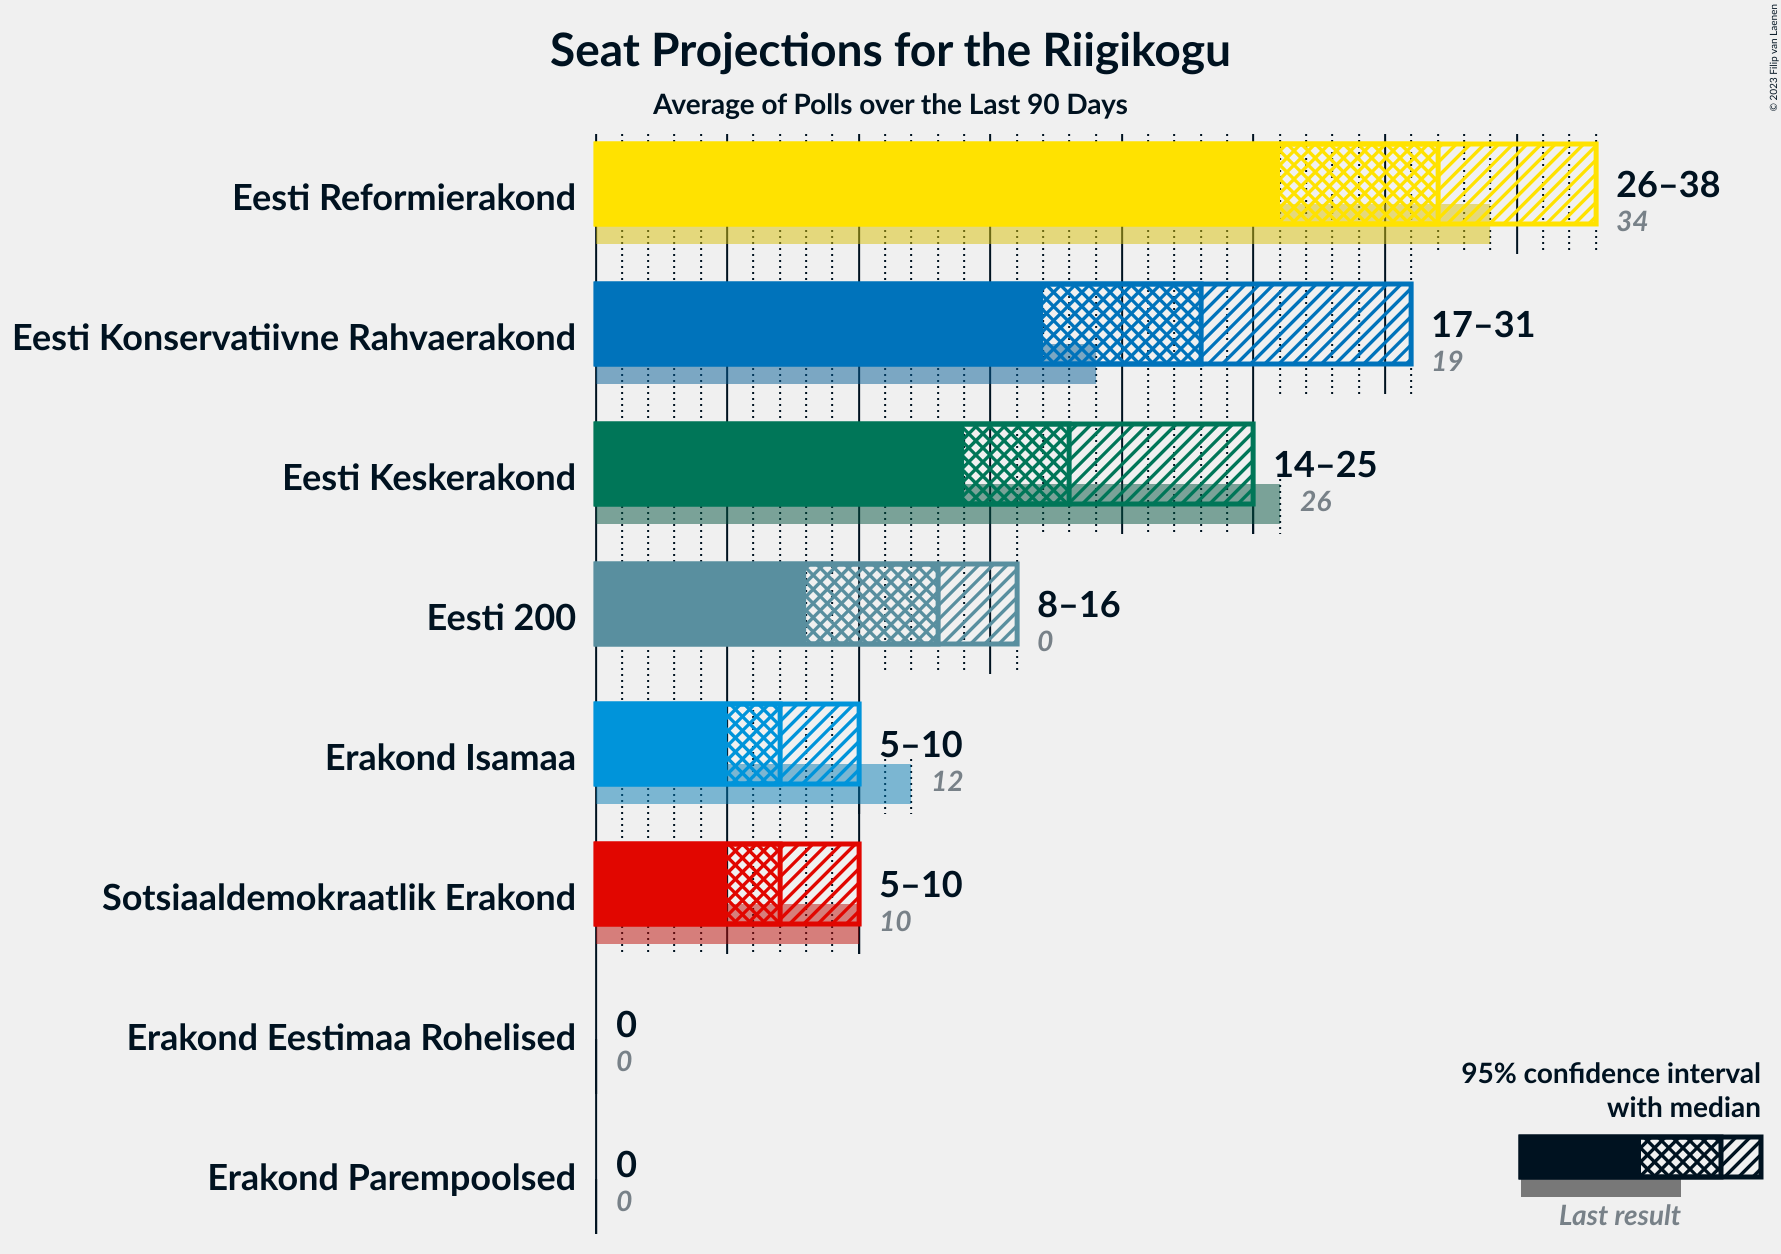 Seat Projections for the Riigikogu
Average of Polls over the Last 90 Days
© 2023 Filip van Laenen
Eesti Reformierakond
26–38
34
Eesti Konservatiivne Rahvaerakond
17–31
19
Eesti Keskerakond
14–25
26
Eesti 200
8–16
0
Erakond Isamaa
5–10
12
Sotsiaaldemokraatlik Erakond
5–10
10
Erakond Eestimaa Rohelised
0
0
Erakond Parempoolsed
0
0
95% confidence interval
with median
Last result